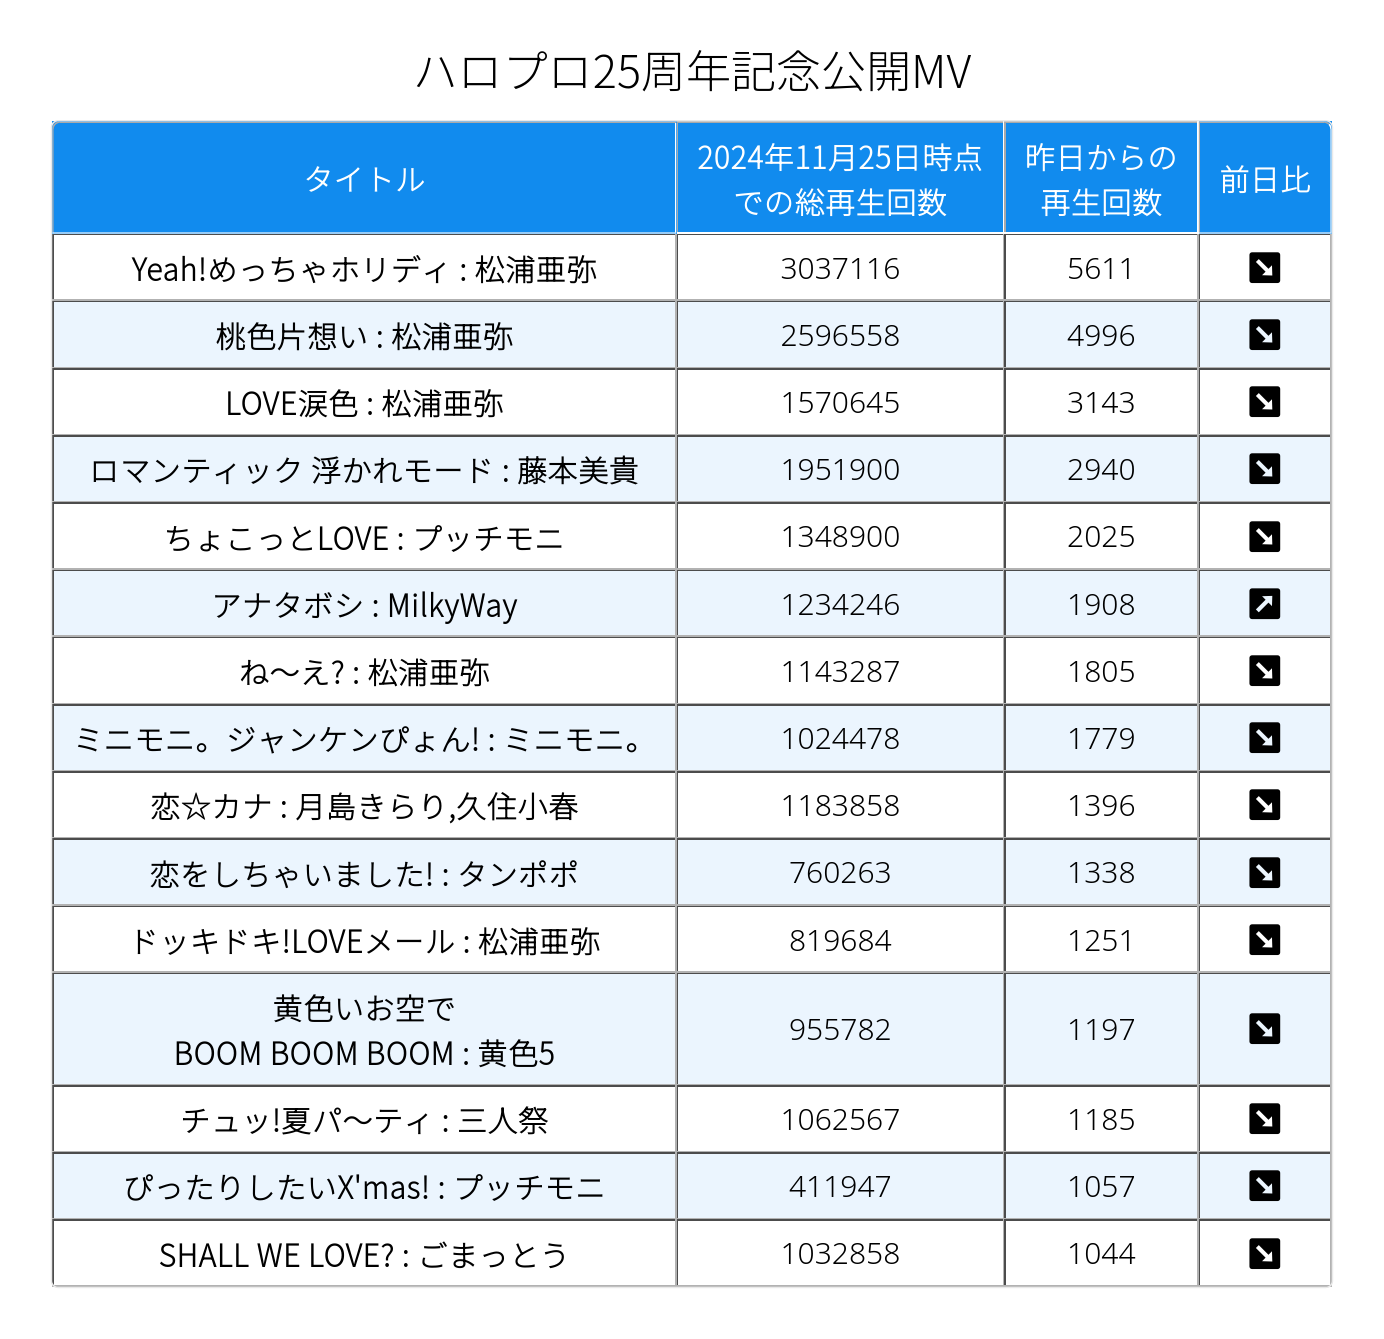 ハロプロ25周年記念公開MV
タイトル
2024年11月25日時点
での総再生回数
昨日からの
再生回数
前日比
Yeah!めっちゃホリディ : 松浦亜弥 3037116 5611
桃色片想い : 松浦亜弥 2596558 4996
LOVE涙色 : 松浦亜弥 1570645 3143
ロマンティック 浮かれモード : 藤本美貴 1951900 2940
ちょこっとLOVE : プッチモニ 1348900 2025
アナタボシ : MilkyWay 1234246 1908
ね～え? : 松浦亜弥 1143287 1805
ミニモニ。ジャンケンぴょん! : ミニモニ。 1024478 1779
恋☆カナ : 月島きらり,久住小春 1183858 1396
恋をしちゃいました! : タンポポ 760263 1338
ドッキドキ!LOVEメール : 松浦亜弥 819684 1251
黄色いお空で
BOOM BOOM BOOM : 黄色5 955782 1197
チュッ!夏パ～ティ : 三人祭 1062567 1185
ぴったりしたいX'mas! : プッチモニ 411947 1057
SHALL WE LOVE? : ごまっとう 1032858 1044